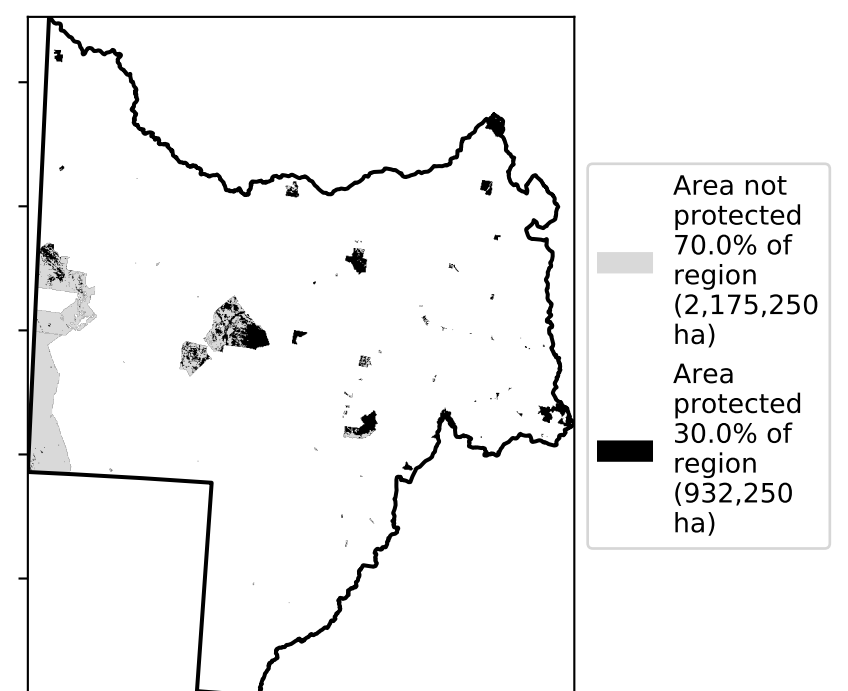 Area not
protected
70.0% of
region
(2,175,250
ha)
Area
protected
30.0% of
region
(932,250
ha)